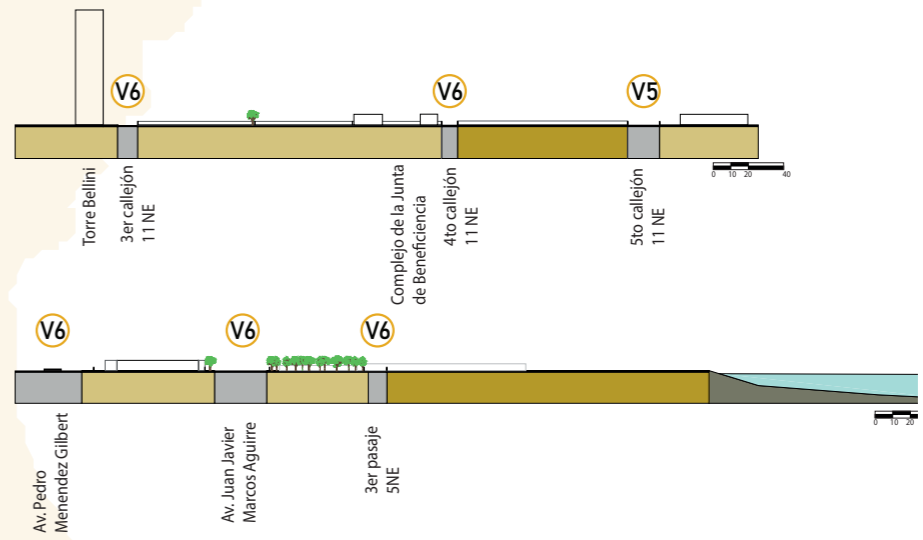 V6
V6
V5
0 10 20 40
Torre Bellini
3er callejón
11 NE
Complejo de la Junta
de Beneficiencia
4to callejón
11 NE
5to callejón
11 NE
V6
V6
V6
0 10 20
Av. Pedro
Menendez Gilbert
Av. Juan Javier
Marcos Aguirre
3er pasaje
5NE